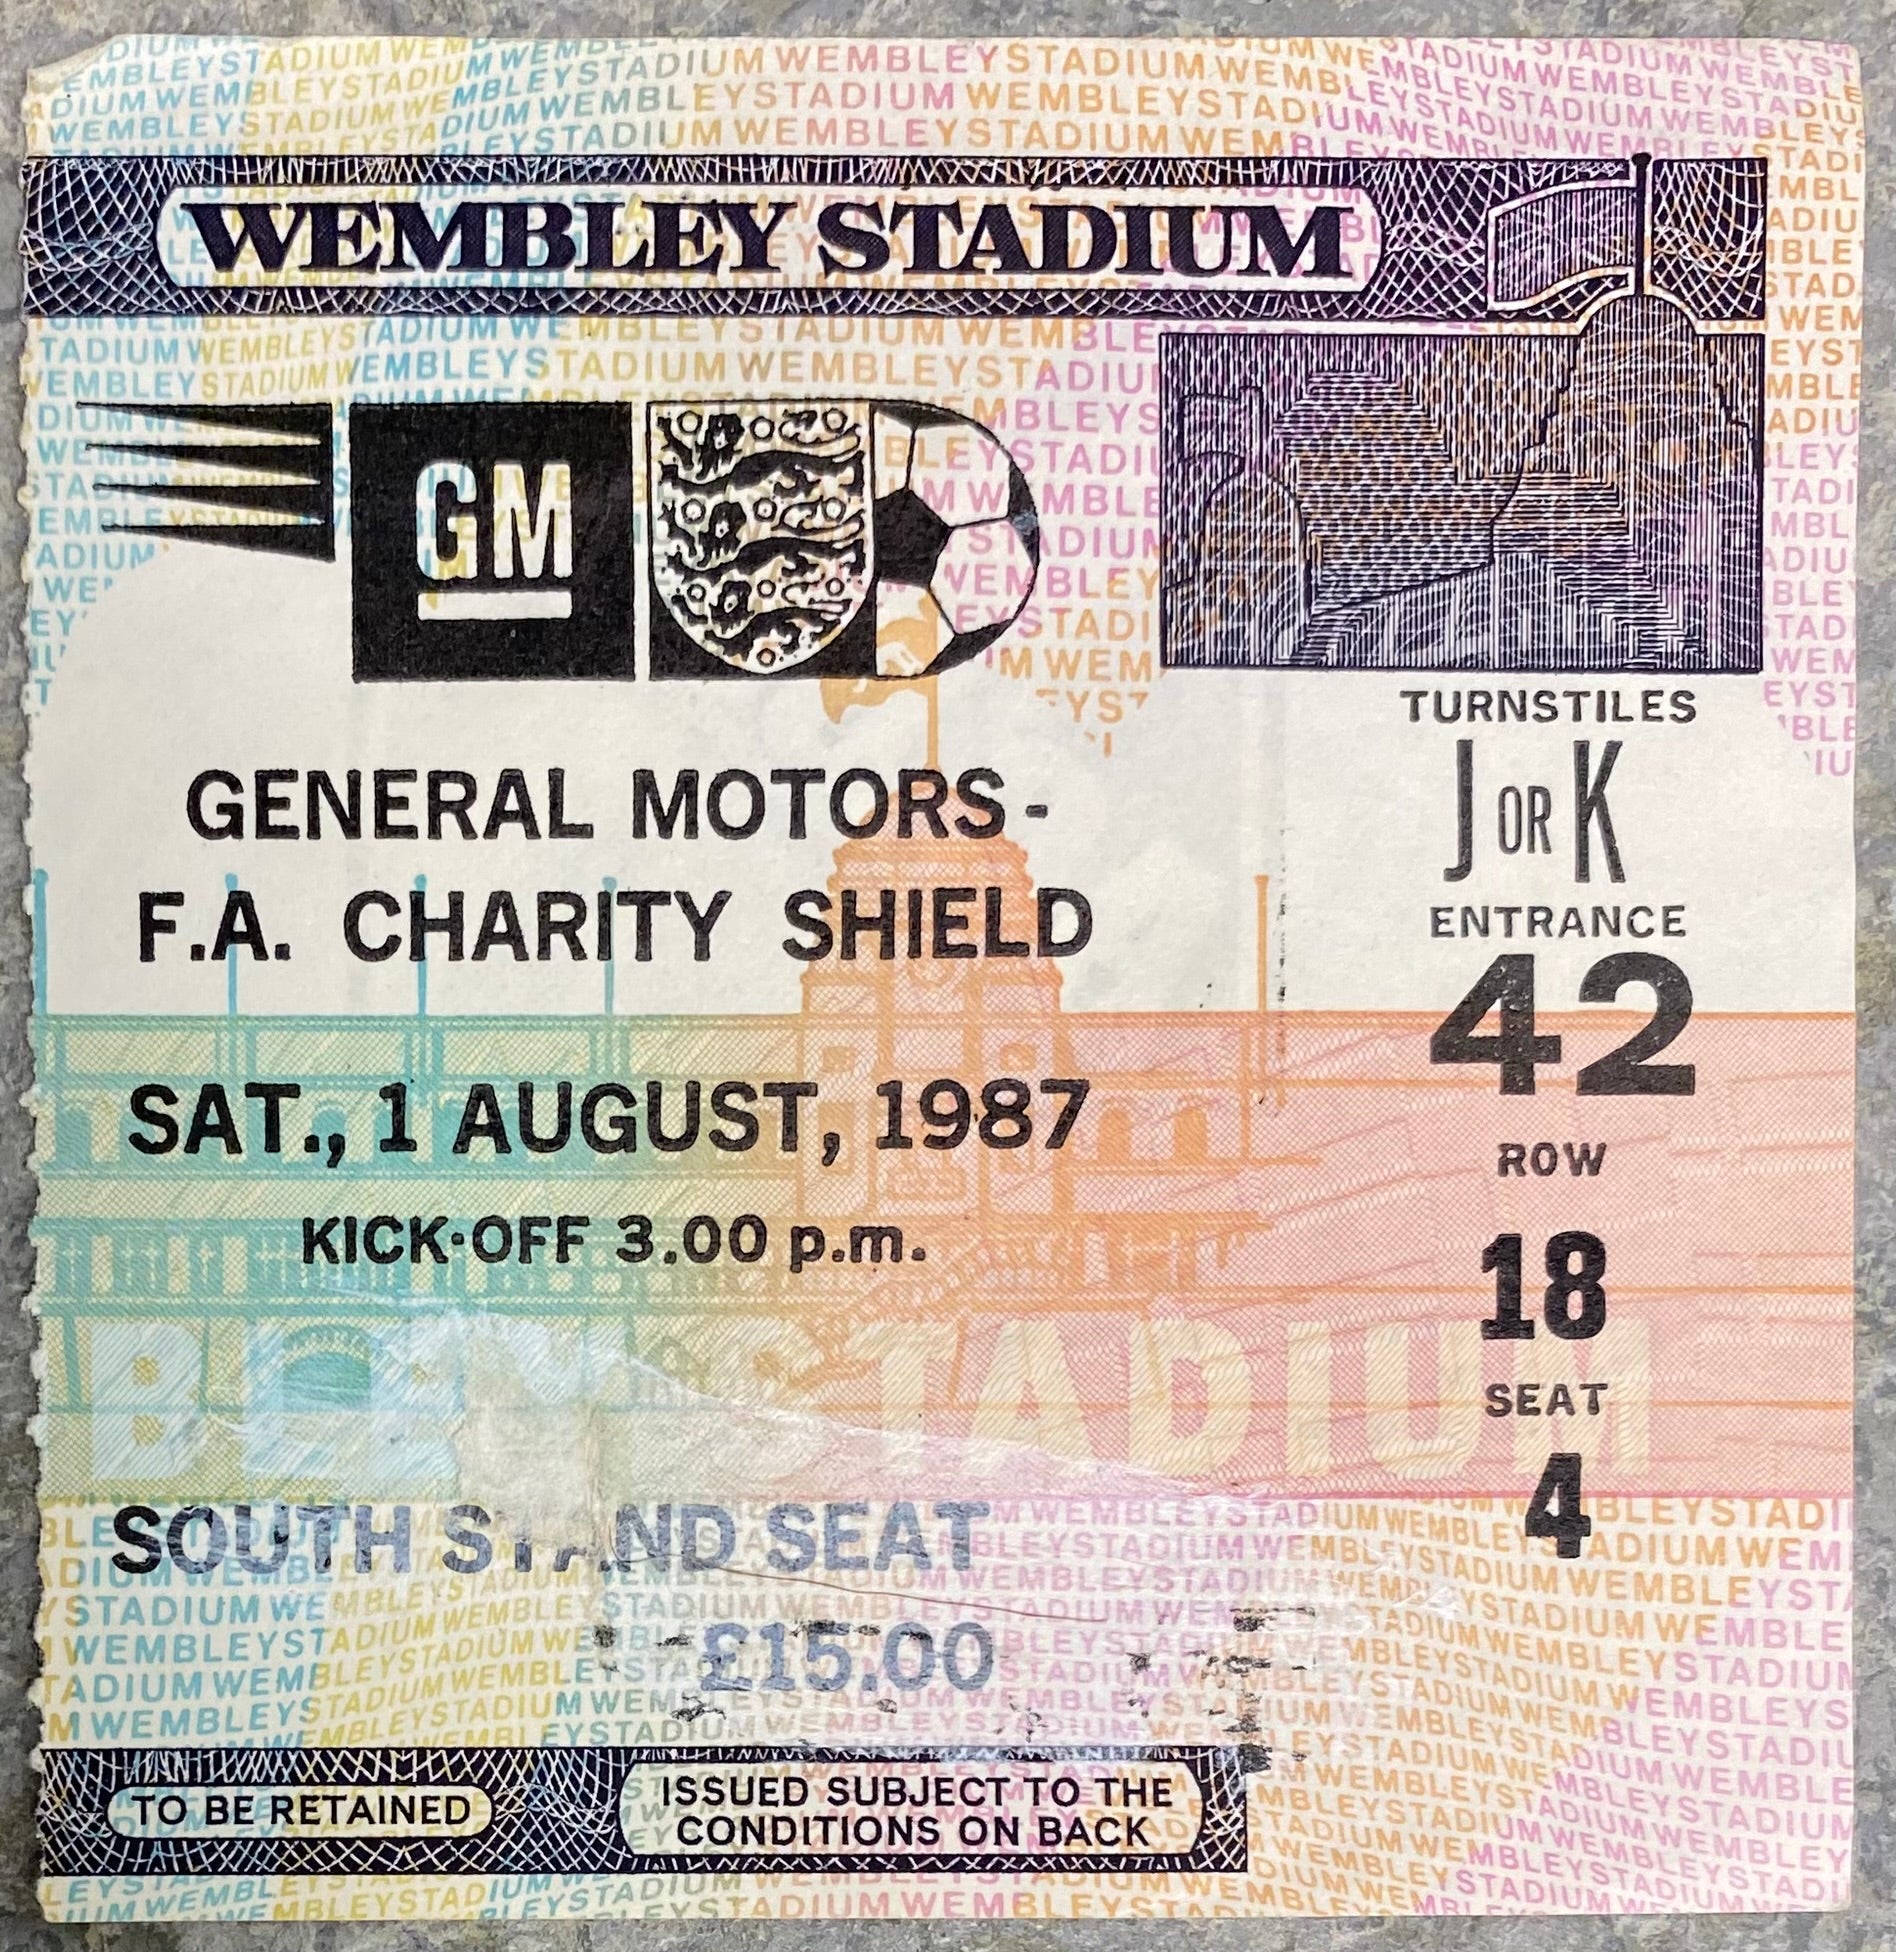 WEMBLEY STADIUM
GM
GENERAL MOTORS-
F.A. CHARITY SHIELD
SAT., 1 AUGUST, 1987
KICK-OFF 3.00 p.m.
STADIUM
SOUTH STAND SEAT
£15.00
TO BE RETAINED
ISSUED SUBJECT TO THE
CONDITIONS ON BACK
TURNSTILES
J OR K
ENTRANCE
42
ROW
18
SEAT
4